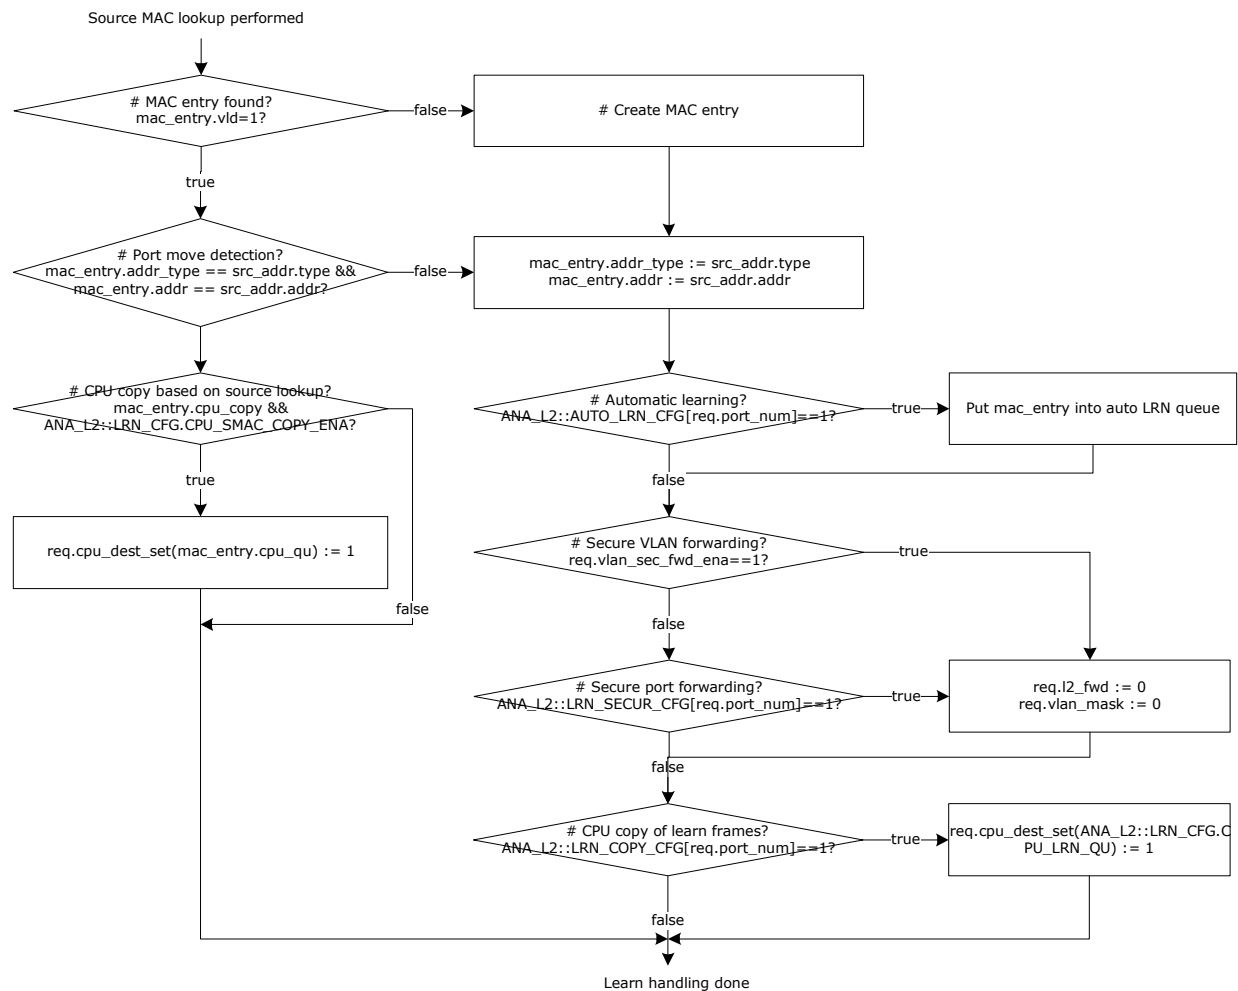 Source MAC lookup performed
# MAC entry found?
mac_entry.vld=1?
false
# Create MAC entry
true
# Port move detection?
mac_entry.addr_type == src_addr.type &&
mac_entry.addr == src_addr.addr?
false
mac_entry.addr_type := src_addr.type
mac_entry.addr := src_addr.addr
# CPU copy based on source lookup?
mac_entry.cpu_copy &&
ANA_L2::LRN_CFG.CPU_SMAC_COPY_ENA?
# Automatic learning?
ANA_L2::AUTO_LRN_CFG[req.port_num]==1?
true
Put mac_entry into auto LRN queue
true
false
req.cpu_dest_set(mac_entry.cpu_qu) := 1
# Secure VLAN forwarding?
req.vlan_sec_fwd_ena==1?
true
false
false
# Secure port forwarding?
ANA_L2::LRN_SECUR_CFG[req.port_num]==1?
true
req.l2_fwd := 0
req.vlan_mask := 0
false
# CPU copy of learn frames?
ANA_L2::LRN_COPY_CFG[req.port_num]==1?
true
req.cpu_dest_set(ANA_L2::LRN_CFG.C
PU_LRN_QU) := 1
false
Learn handling done